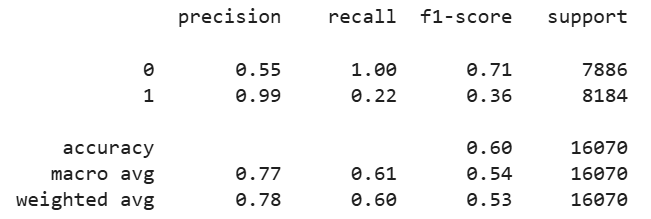 precision recall f1-score support
0 0.55 1.00 0.71 7886
1 0.99 0.22 0.36 8184
accuracy 0.60 16070
macro avg 0.77 0.61 0.54 16070
weighted avg 0.78 0.60 0.53 16070